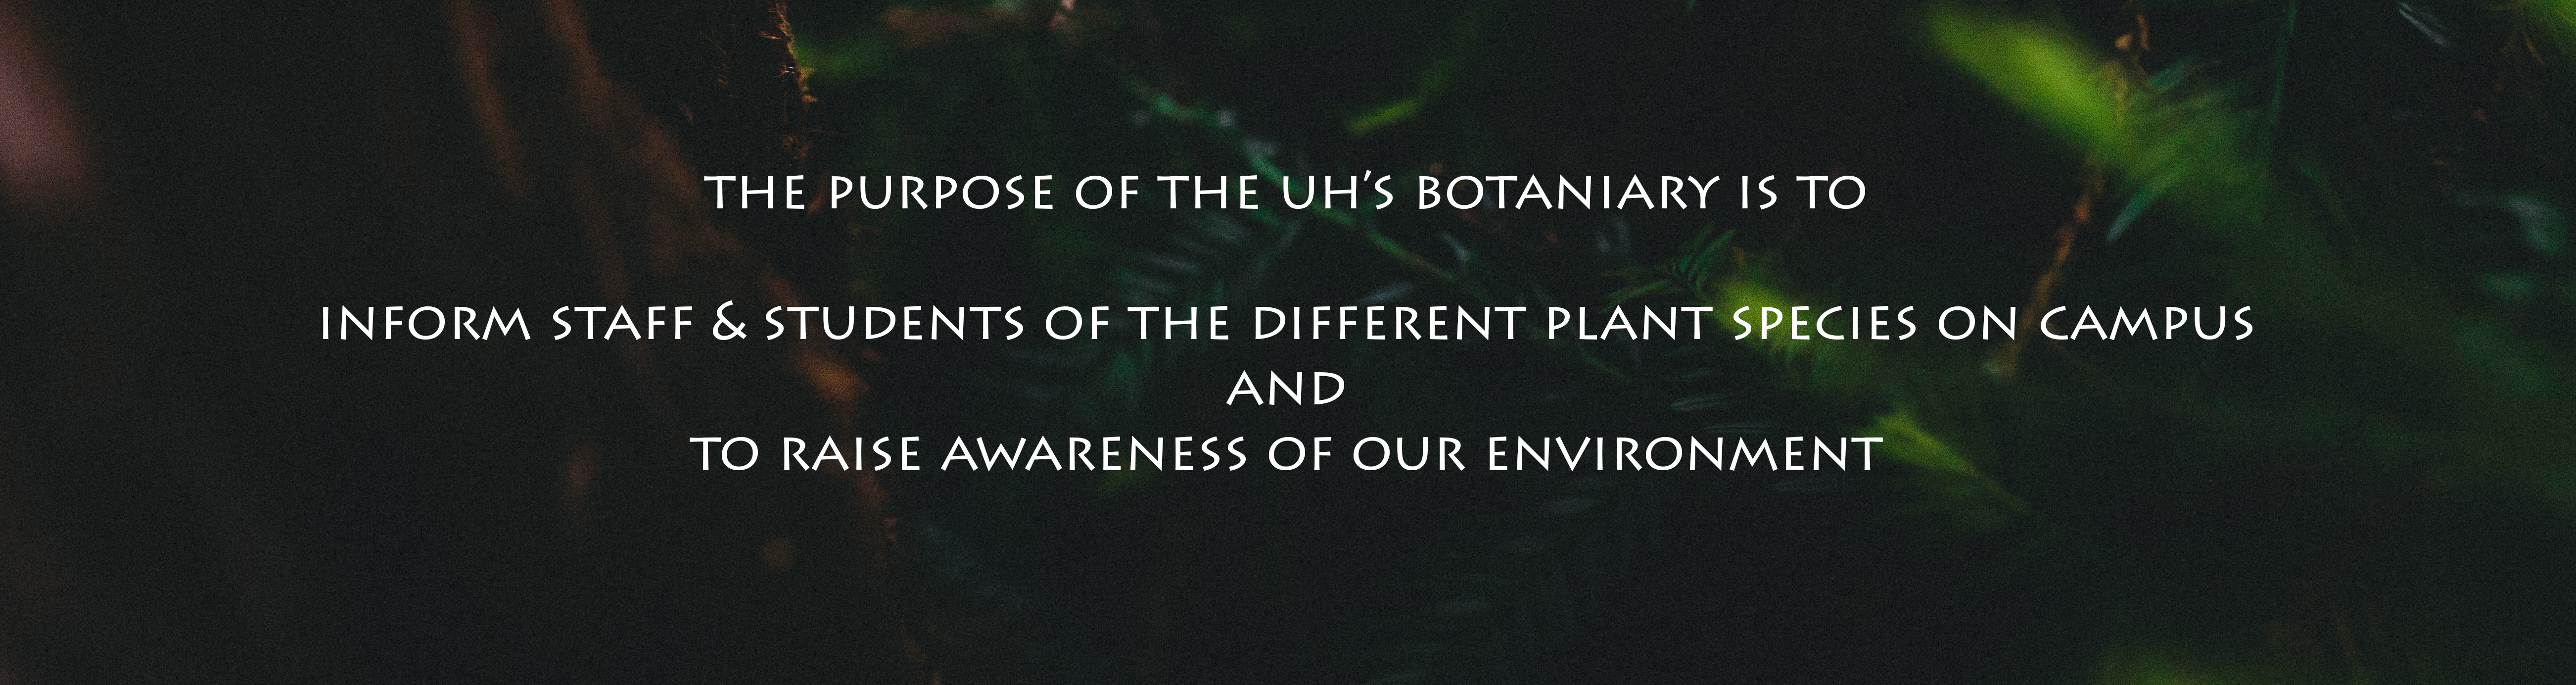 THE PURPOSE OF THE UH'S BOTANIARY IS TO
INFORM STAFF & STUDENTS OF THE DIFFERENT PLANT SPECIES ON CAMPUS
AND
TO RAISE AWARENESS OF OUR ENVIRONMENT